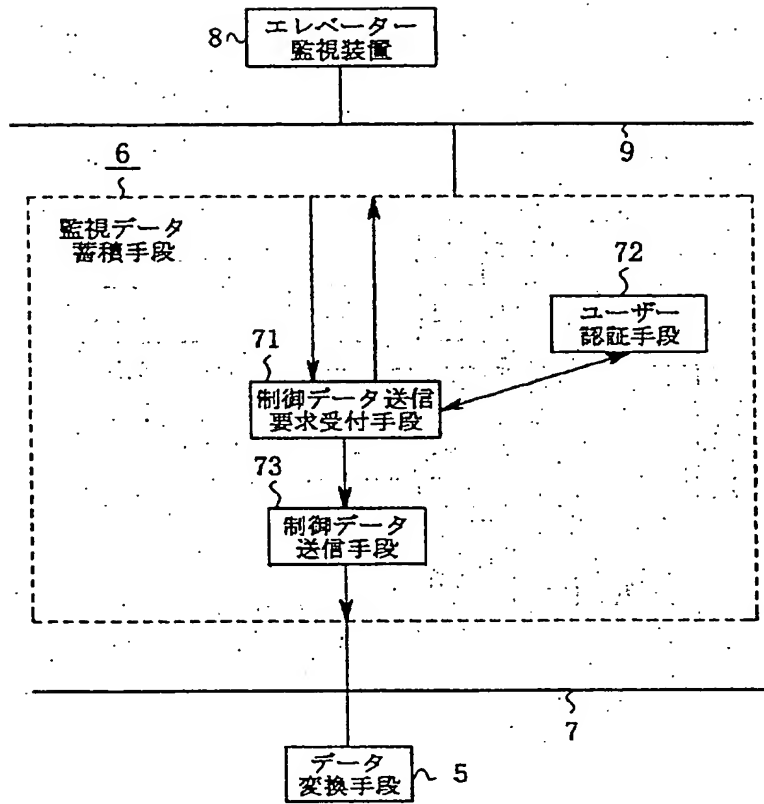 8
エレベーター
監視装置
9
6
監視データ
蓄積手段
72
ユーザー
認証手段
71
制御データ送信
要求受付手段
73
制御データ
送信手段
7
データ
変換手段
5